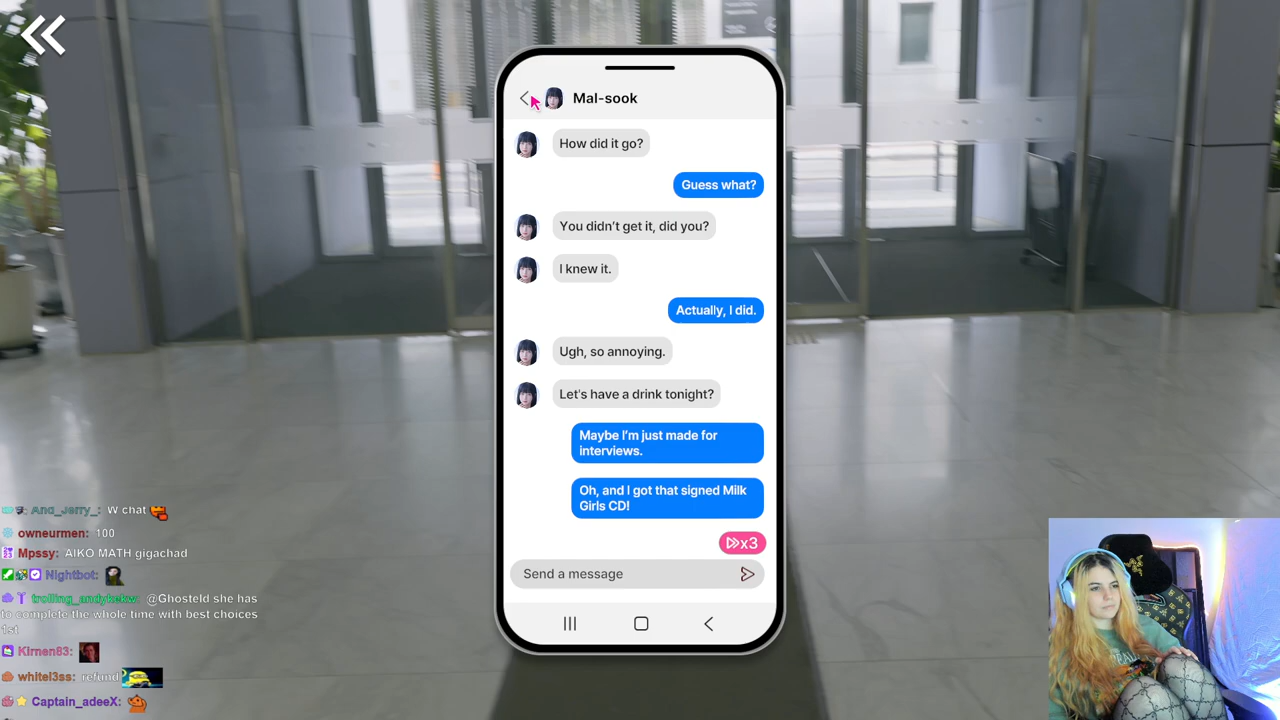 Mal-sook
How did it go?
Guess what?
You didn't get it, did you?
I knew it.
Actually, I did.
Ugh, so annoying.
Let's have a drink tonight?
Maybe I'm just made for
interviews.
Oh, and I got that signed Milk
Girls CD!
x3
Send a message
And_Jerry_: W chat
owneurmen: 100
Mpssy: AIKO MATH gigachad
Nightbot:
trolling_andykekw: @Ghosteld she has
to complete the whole time with best choices
1st
Kirnen83:
whitel3ss: refund
Captain_adeeX: